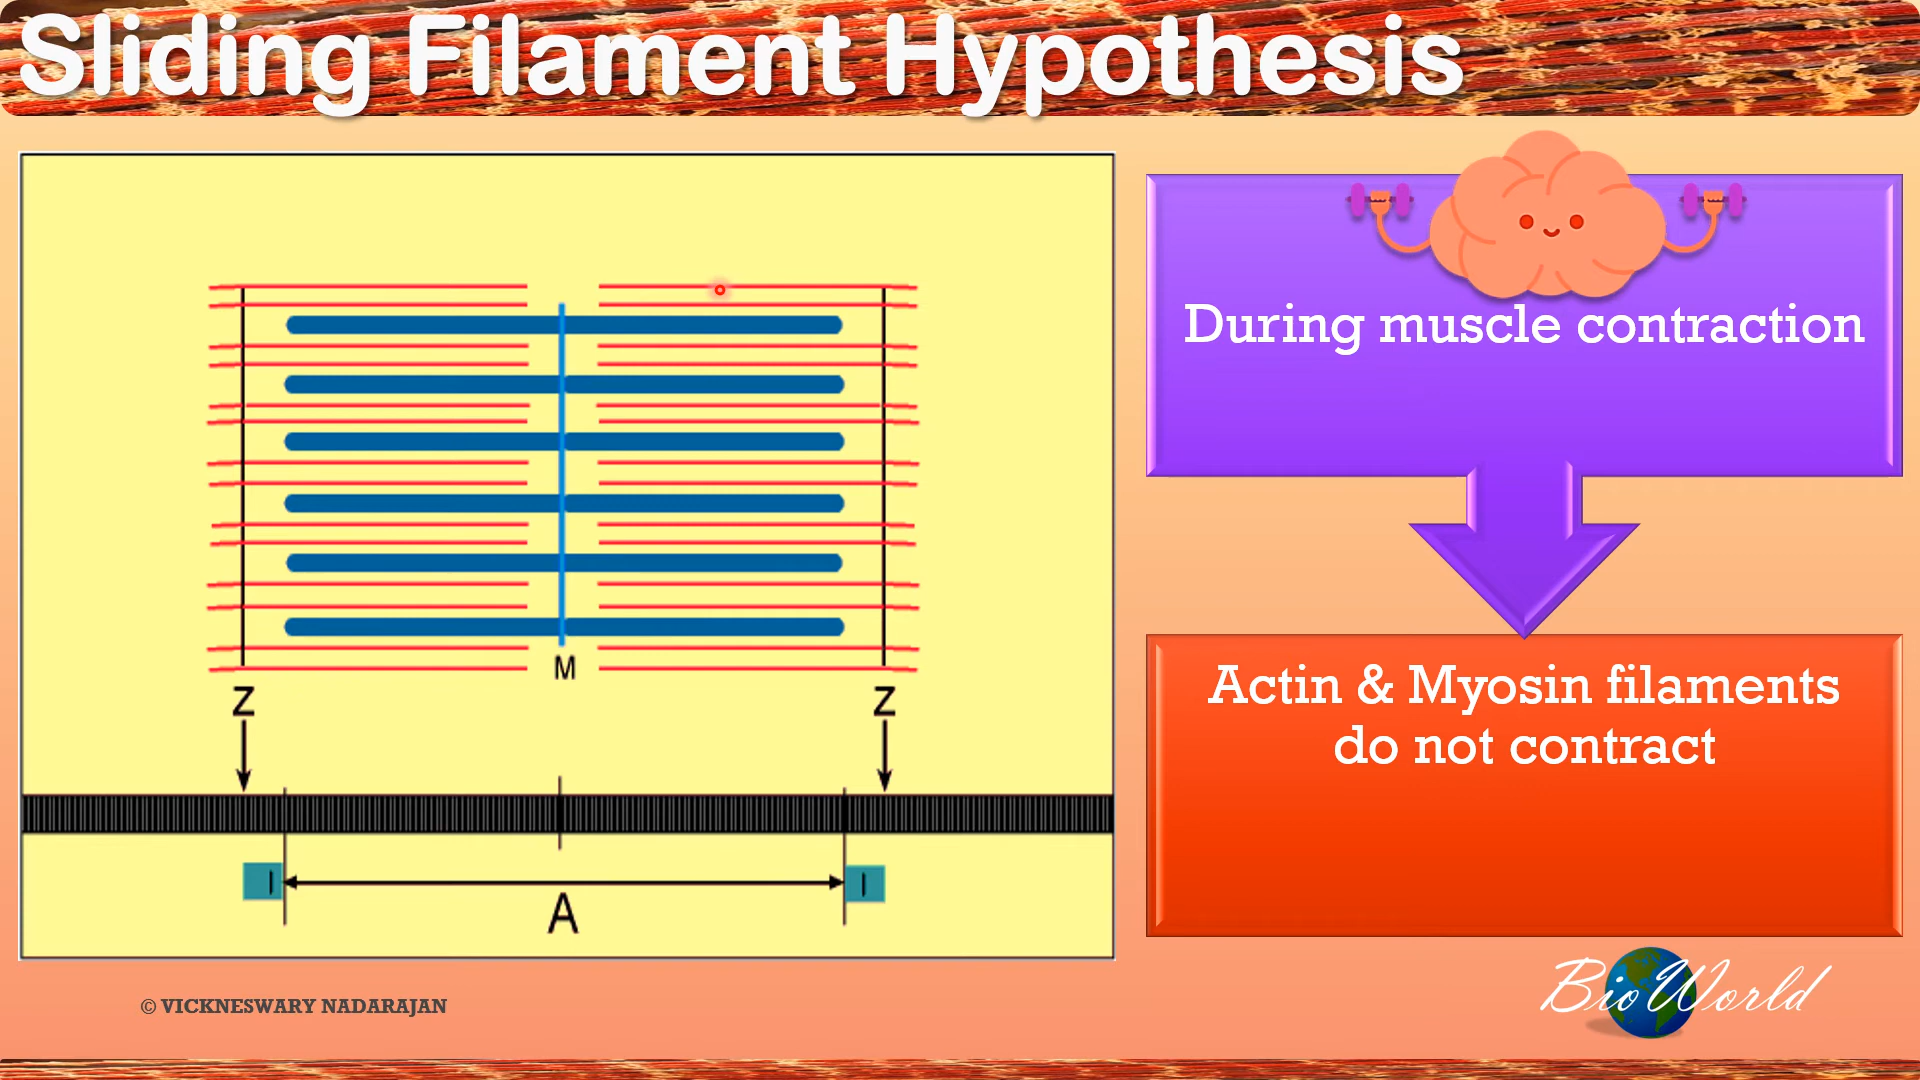 Sliding Filament Hypothesis
M
Z
Z
I
I
A
During muscle contraction
Actin & Myosin filaments
do not contract
© VICKNESWARY NADARAJAN
BioWorld